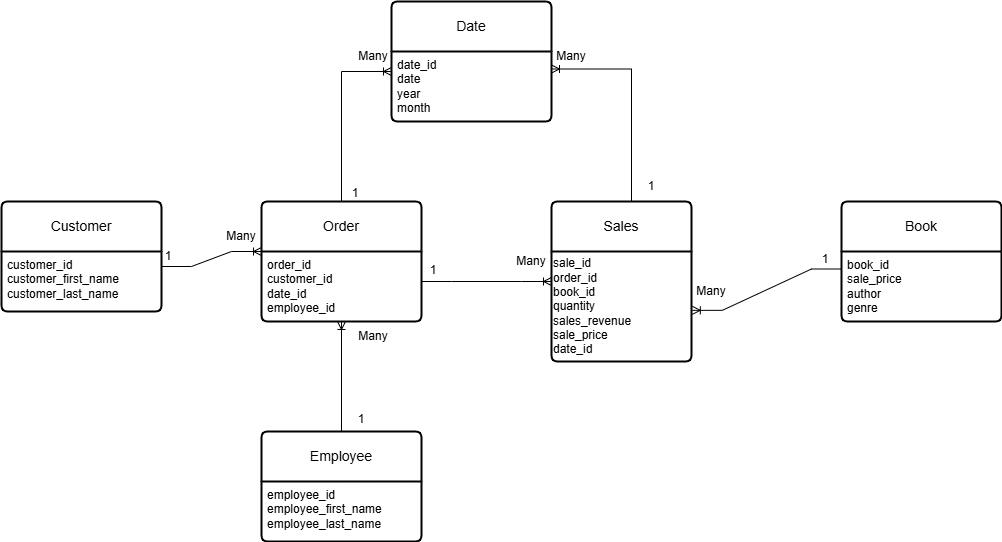 Date
Many
Many
date_id
date
year
month
1
1
Customer
customer_id
customer_first_name
customer_last_name
1
Many
Order
order_id
customer_id
date_id
employee_id
1
Many
Sales
sale_id
order_id
book_id
quantity
sales_revenue
sale_price
date_id
Many
1
Book
book_id
sale_price
author
genre
Many
1
Employee
employee_id
employee_first_name
employee_last_name